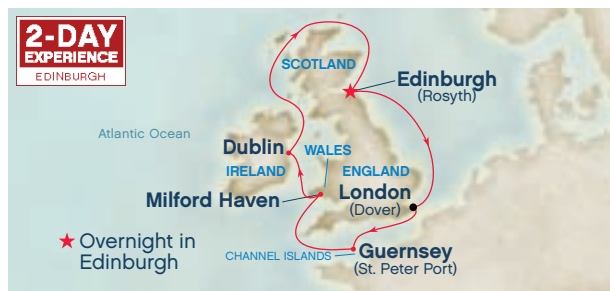 2-DAY
EXPERIENCE
EDINBURGH
SCOTLAND
Edinburgh
(Rosyth)
Atlantic Ocean
Dublin
WALES
IRELAND
ENGLAND
Milford Haven
London
(Dover)
★ Overnight in
Edinburgh
CHANNEL ISLANDS
Guernsey
(St. Peter Port)